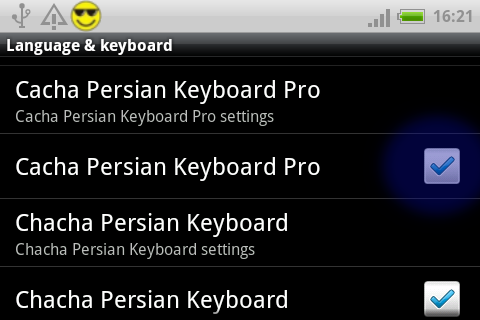 16:21
Language & keyboard
Cacha Persian Keyboard Pro
Cacha Persian Keyboard Pro settings
Cacha Persian Keyboard Pro
Chacha Persian Keyboard
Chacha Persian Keyboard settings
Chacha Persian Keyboard